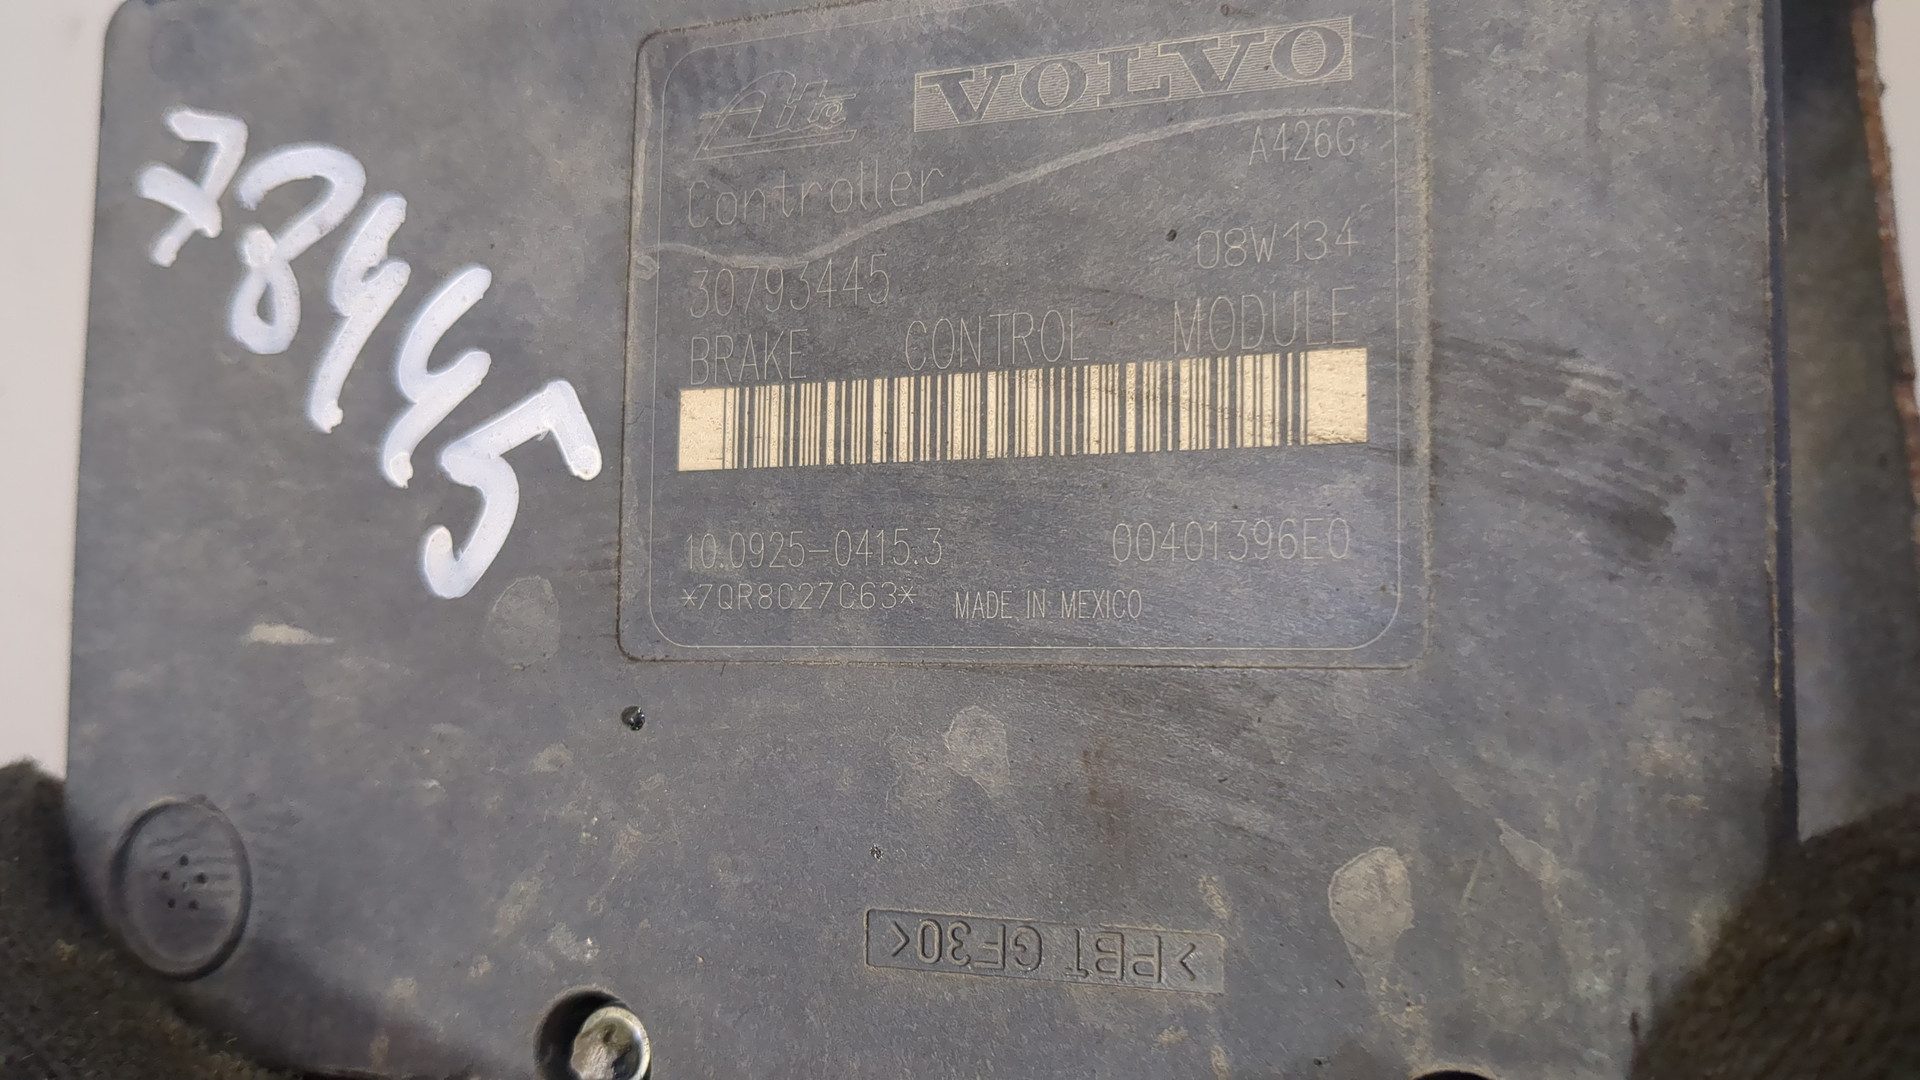 Ate VOLVO
A426G
Controller
30793445 08W134
BRAKE CONTROL MODULE
10.0925-0415.3 00401396E0
*7QR8C27C63* MADE IN MEXICO
78445
>PBT GF30<